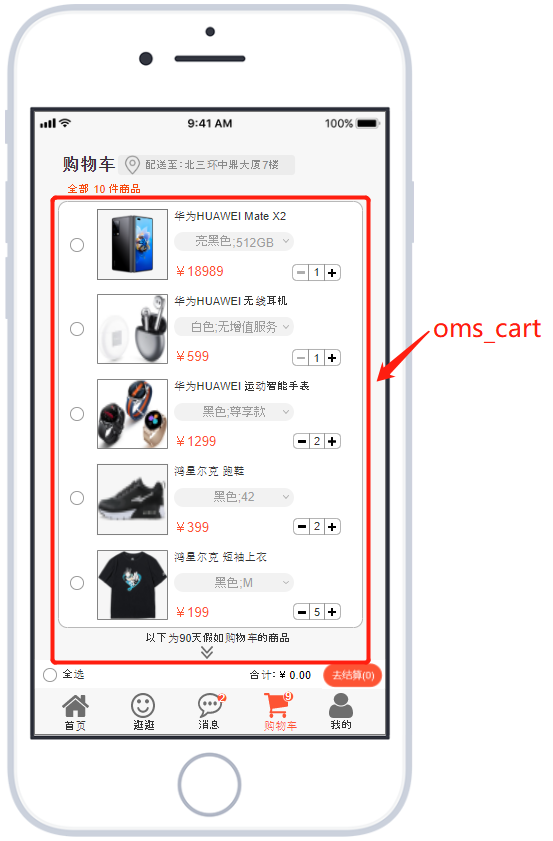 9:41 AM 100%
购物车 配送至:北三环中鼎大厦7楼
全部 10 件商品
华为HUAWEI Mate X2
亮黑色;512GB
￥18989 1
华为HUAWEI 无线耳机
白色;无增值服务
￥599 1
华为HUAWEI 运动智能手表
黑色;尊享款
￥1299 2
鸿星尔克 跑鞋
黑色;42
￥399 2
鸿星尔克 短袖上衣
黑色;M
￥199 5
以下为90天假如购物车的商品
全选 合计:￥0.00 去结算(0)
2 9
首页 逛逛 消息 购物车 我的
oms_cart